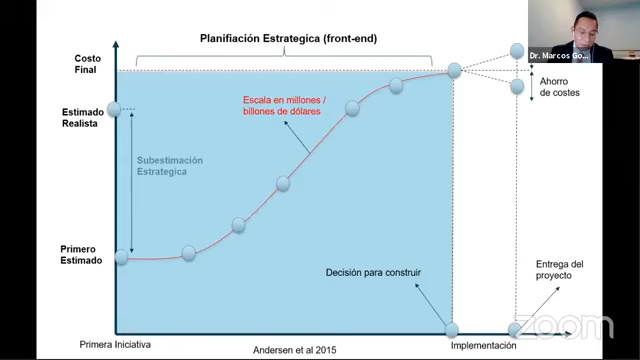 Planifiación Estrategica (front-end)
Dr. Marcos Go...
Costo
Final
Ahorro
de costes
Escala en millones /
billones de dólares
Estimado
Realista
Subestimación
Estrategica
Primero
Estimado
Decisión para construir
Entrega del
proyecto
zoom
Primera Iniciativa
Andersen et al 2015
Implementación